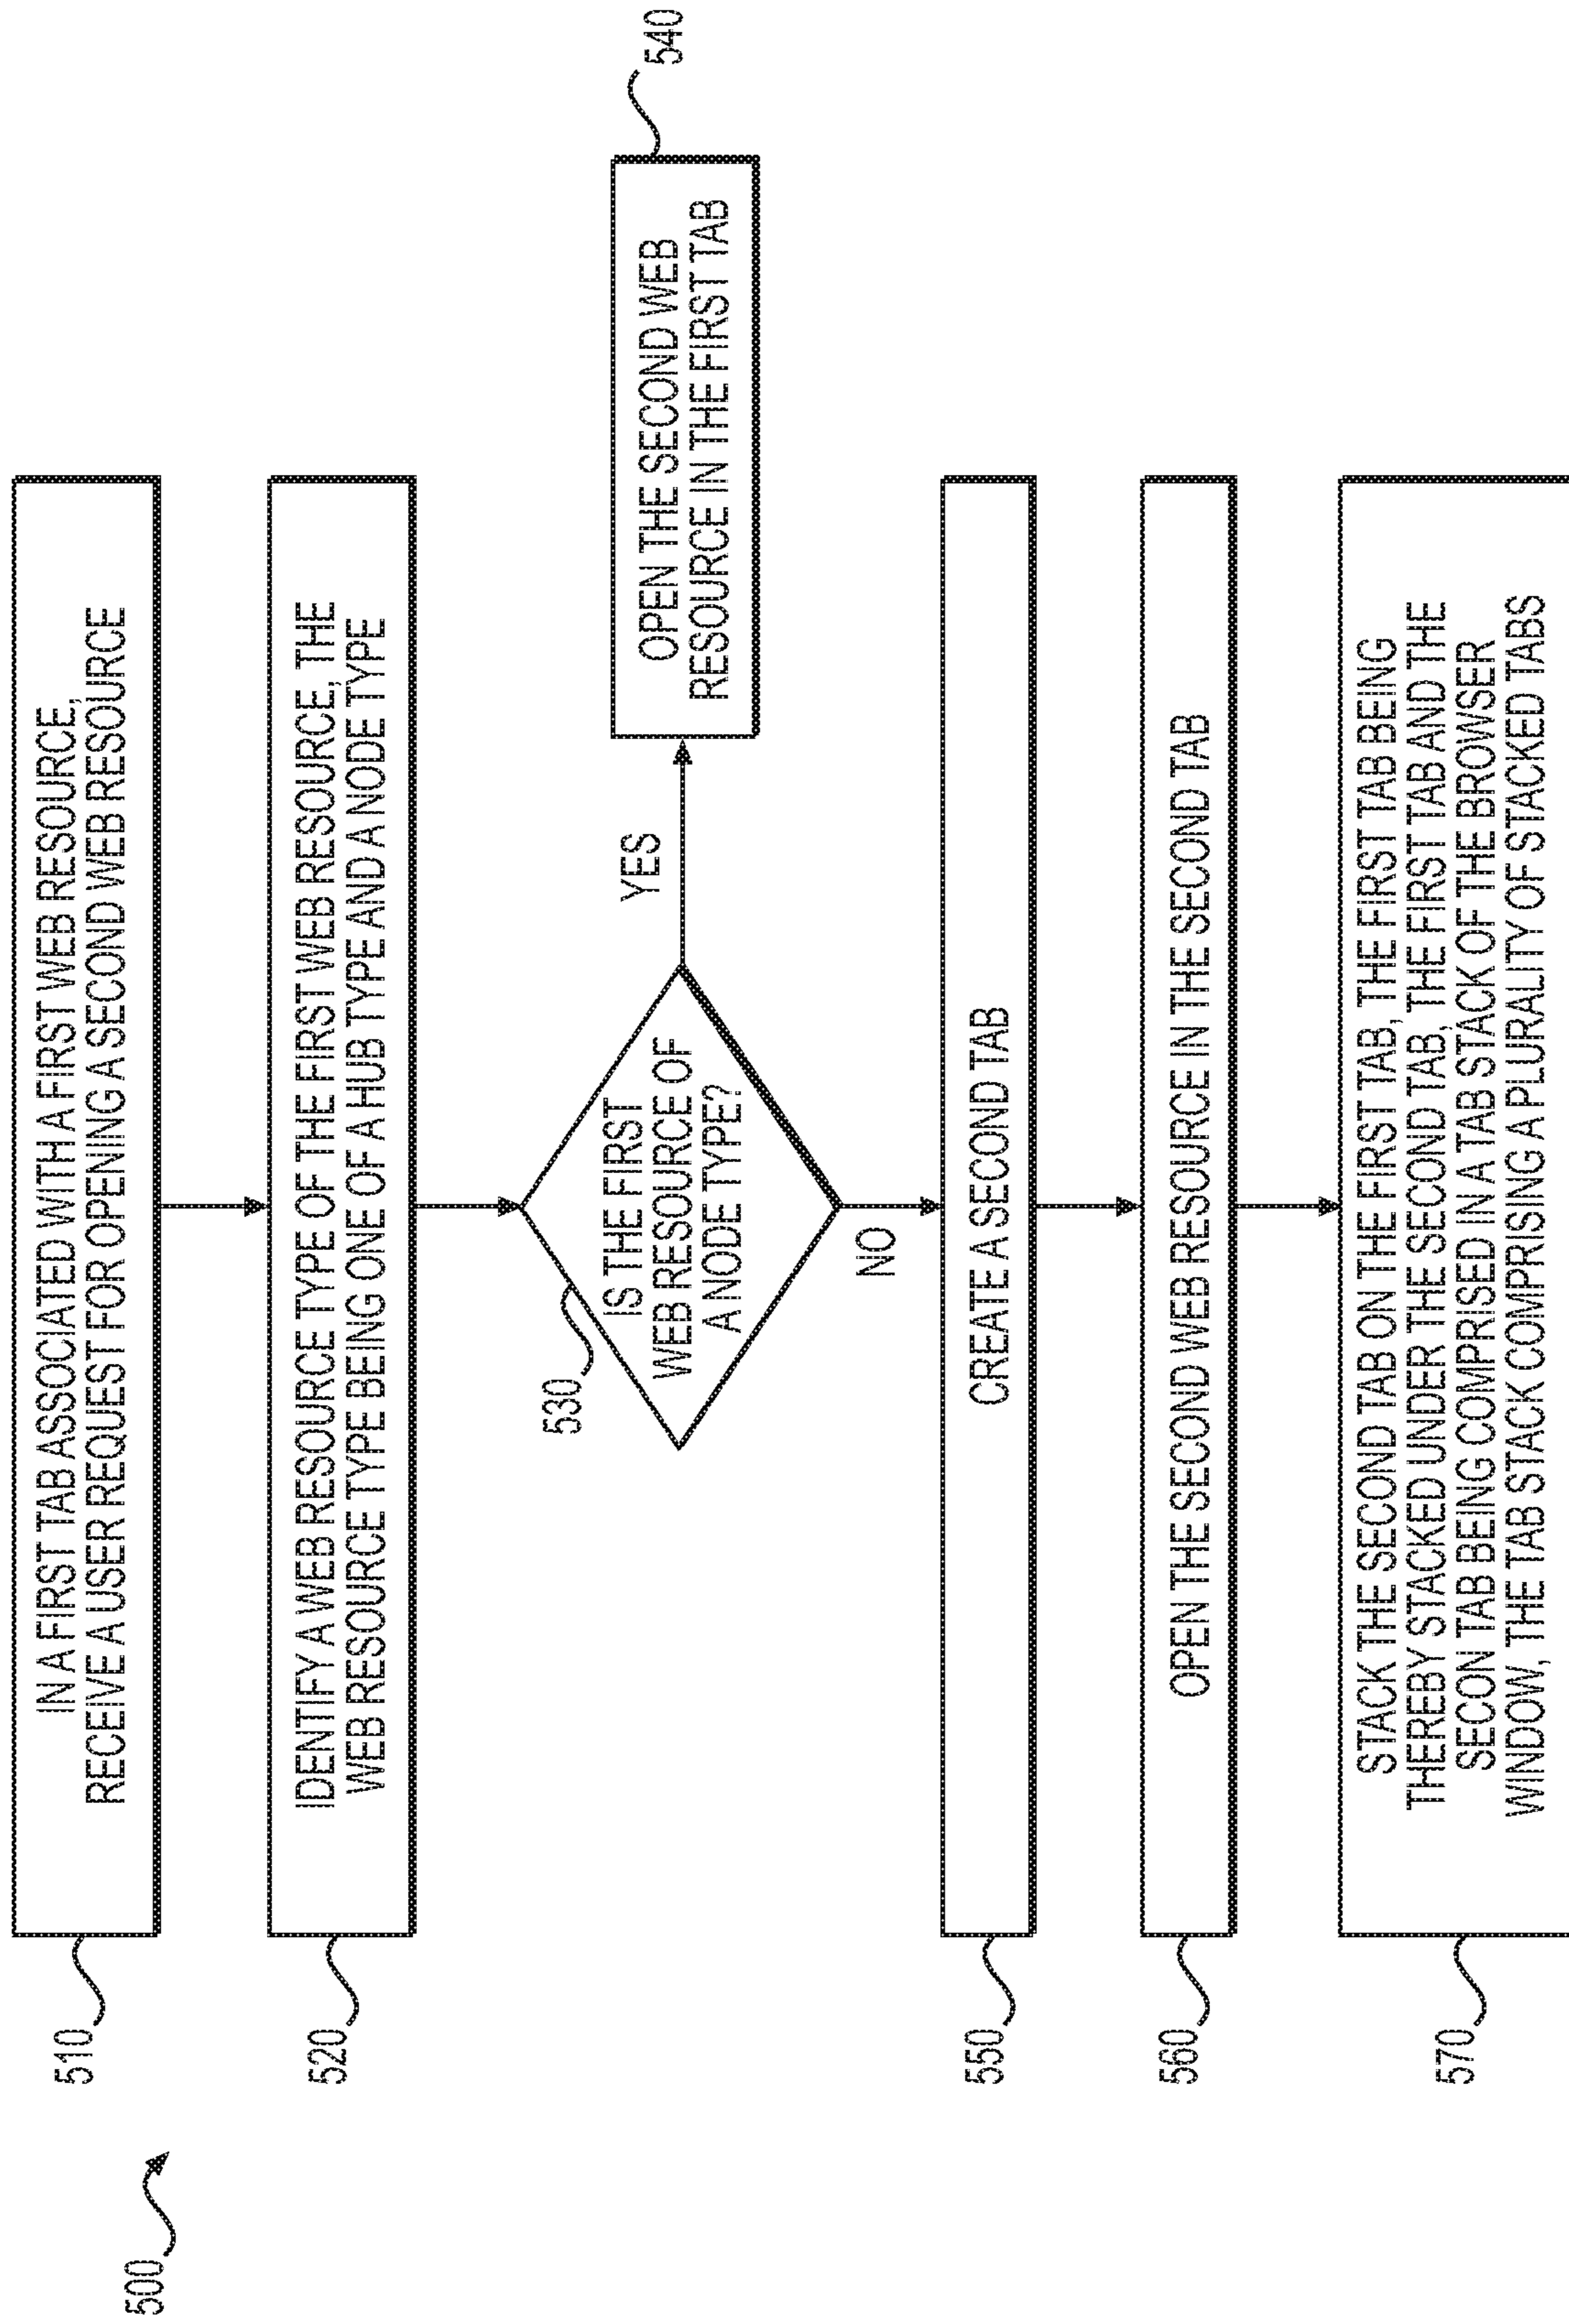 500
510
IN A FIRST TAB ASSOCIATED WITH A FIRST WEB RESOURCE,
RECEIVE A USER REQUEST FOR OPENING A SECOND WEB RESOURCE
520
IDENTIFY A WEB RESOURCE TYPE OF THE FIRST WEB RESOURCE, THE
WEB RESOURCE TYPE BEING ONE OF A HUB TYPE AND A NODE TYPE
530
IS THE FIRST
WEB RESOURCE OF
A NODE TYPE?
YES
OPEN THE SECOND WEB
RESOURCE IN THE FIRST TAB
540
NO
550
CREATE A SECOND TAB
560
OPEN THE SECOND WEB RESOURCE IN THE SECOND TAB
570
STACK THE SECOND TAB ON THE FIRST TAB, THE FIRST TAB BEING
THEREBY STACKED UNDER THE SECOND TAB, THE FIRST TAB AND THE
SECON TAB BEING COMPRISED IN A TAB STACK OF THE BROWSER
WINDOW, THE TAB STACK COMPRISING A PLURALITY OF STACKED TABS